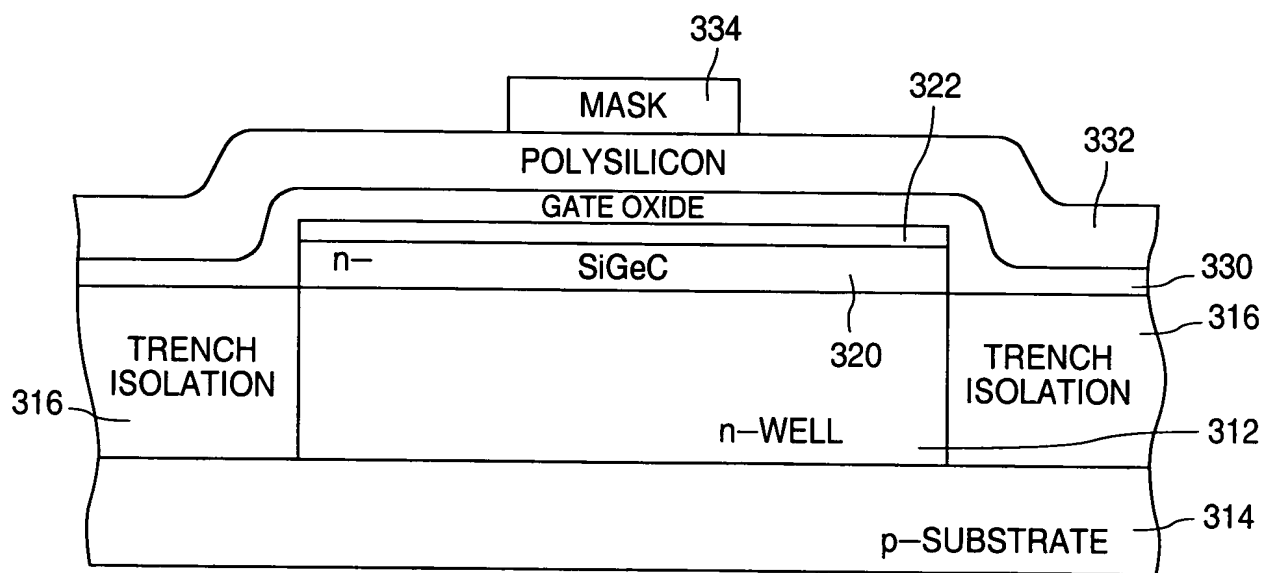 334
MASK
322
POLYSILICON
332
GATE OXIDE
n−
SiGeC
330
316
TRENCH
ISOLATION
320
TRENCH
ISOLATION
316
n−WELL
312
314
p−SUBSTRATE